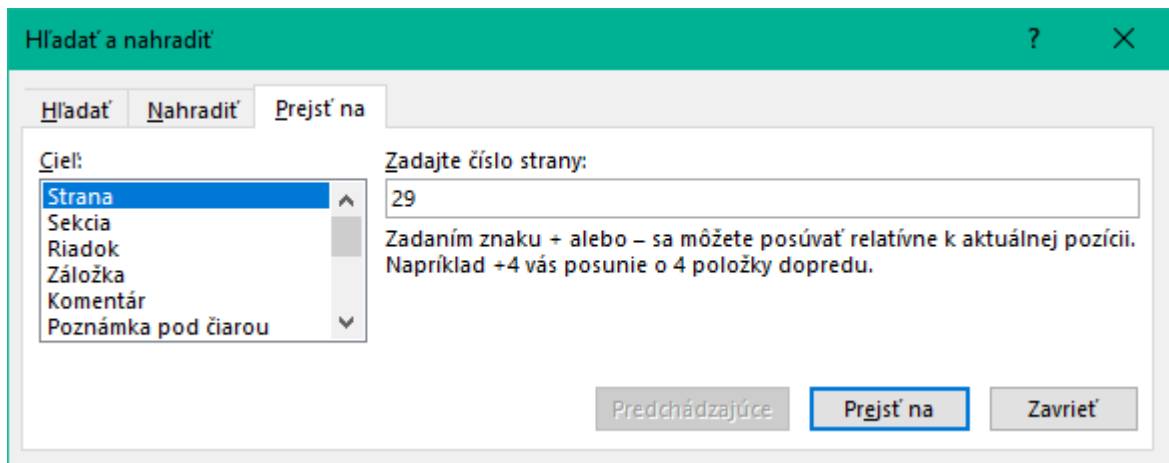 Hľadať a nahradiť
?
Hľadať
Nahradiť
Prejsť na
Cieľ:
Strana
Sekcia
Riadok
Záložka
Komentár
Poznámka pod čiarou
Zadajte číslo strany:
29
Zadaním znaku + alebo – sa môžete posúvať relatívne k aktuálnej pozícii.
Napríklad +4 vás posunie o 4 položky dopredu.
Predchádzajúce
Prejsť na
Zavrieť